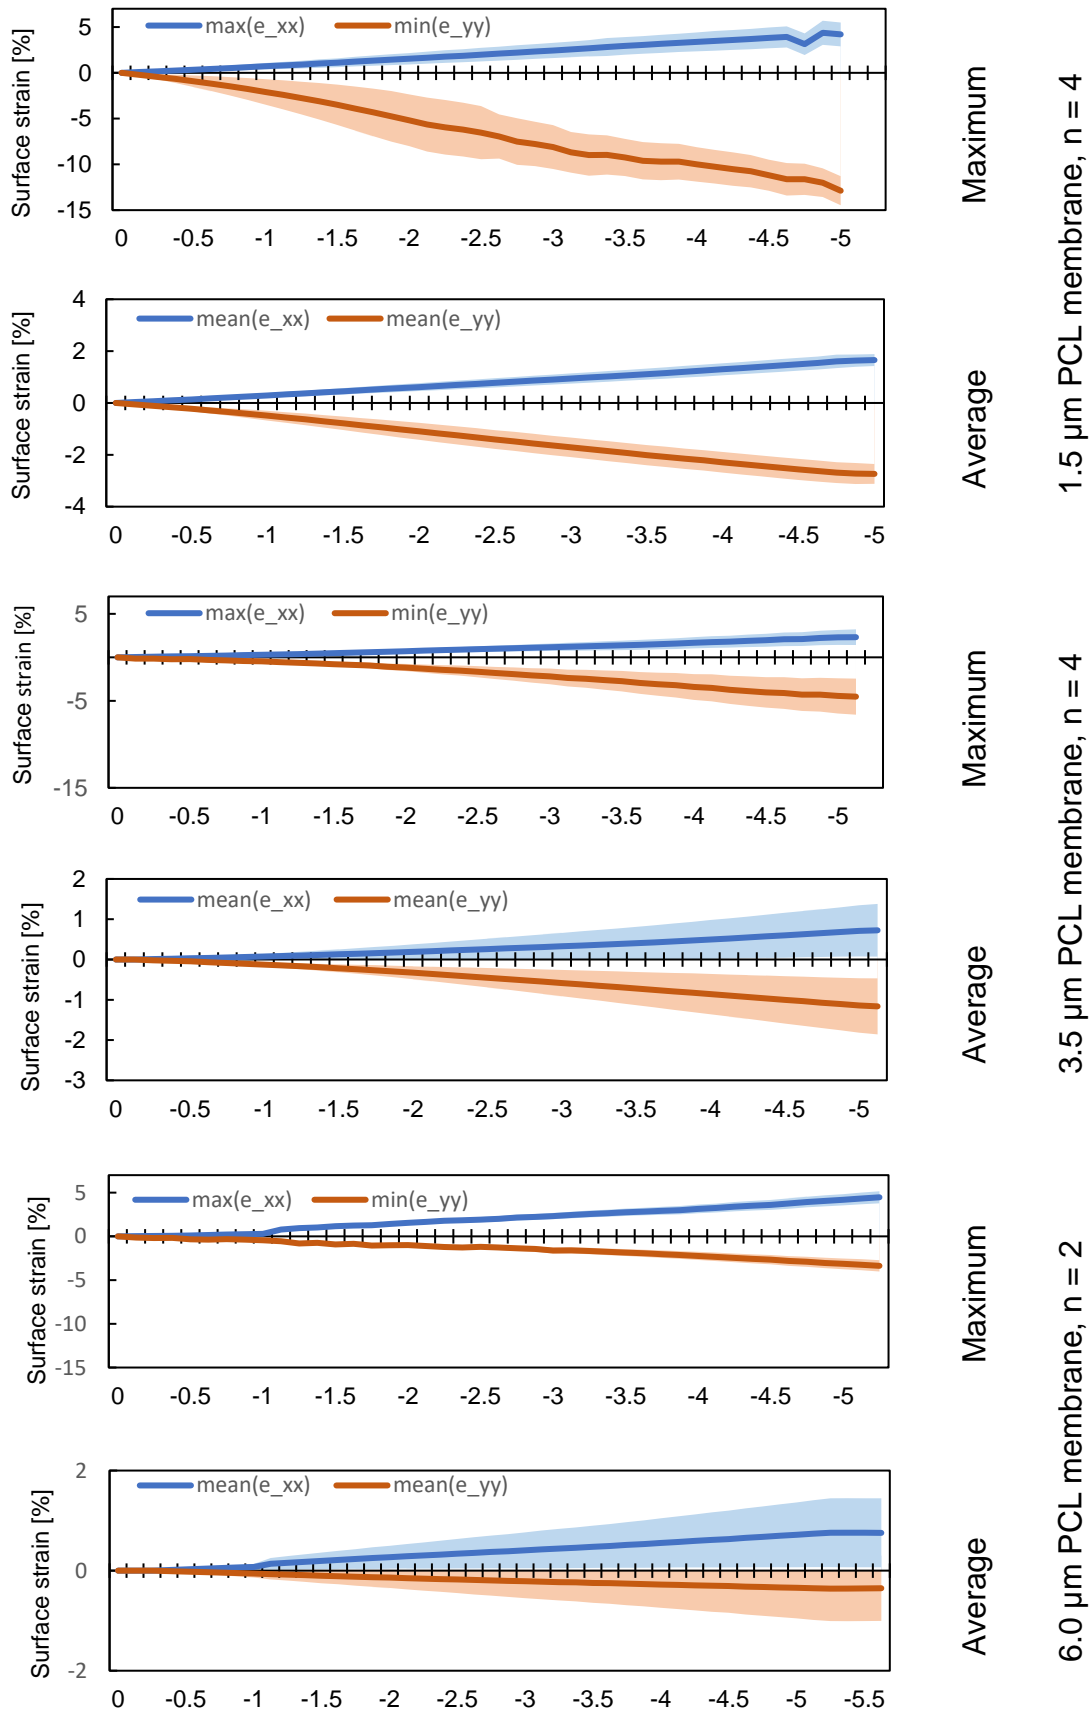 max(e_xx) min(e_yy)
Surface strain [%]
5
0
-5
-10
-15
0 -0.5 -1 -1.5 -2 -2.5 -3 -3.5 -4 -4.5 -5
Maximum
mean(e_xx) mean(e_yy)
Surface strain [%]
4
2
0
-2
-4
0 -0.5 -1 -1.5 -2 -2.5 -3 -3.5 -4 -4.5 -5
Average
1.5 µm PCL membrane, n = 4
max(e_xx) min(e_yy)
Surface strain [%]
5
-5
-15
0 -0.5 -1 -1.5 -2 -2.5 -3 -3.5 -4 -4.5 -5
Maximum
mean(e_xx) mean(e_yy)
Surface strain [%]
2
1
0
-1
-2
-3
0 -0.5 -1 -1.5 -2 -2.5 -3 -3.5 -4 -4.5 -5
Average
3.5 µm PCL membrane, n = 4
max(e_xx) min(e_yy)
Surface strain [%]
5
0
-5
-10
-15
0 -0.5 -1 -1.5 -2 -2.5 -3 -3.5 -4 -4.5 -5
Maximum
mean(e_xx) mean(e_yy)
Surface strain [%]
2
0
-2
0 -0.5 -1 -1.5 -2 -2.5 -3 -3.5 -4 -4.5 -5 -5.5
Average
6.0 µm PCL membrane, n = 2